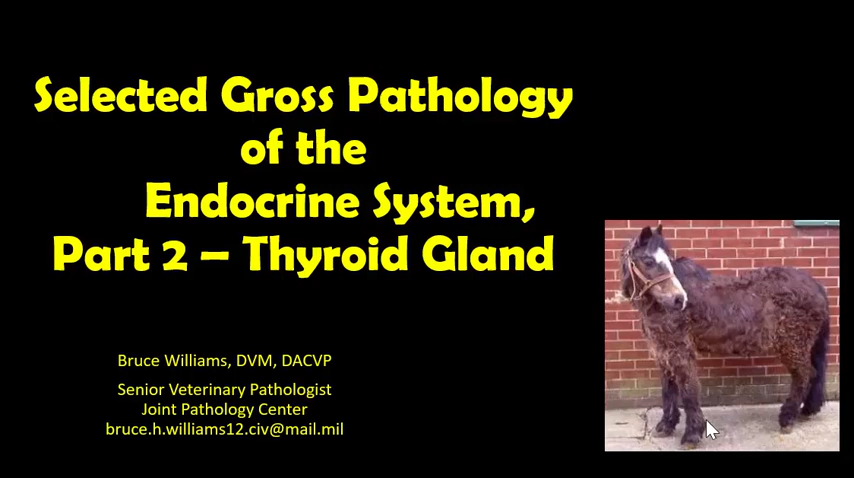 Selected Gross Pathology
of the
Endocrine System,
Part 2 – Thyroid Gland
Bruce Williams, DVM, DACVP
Senior Veterinary Pathologist
Joint Pathology Center
bruce.h.williams12.civ@mail.mil